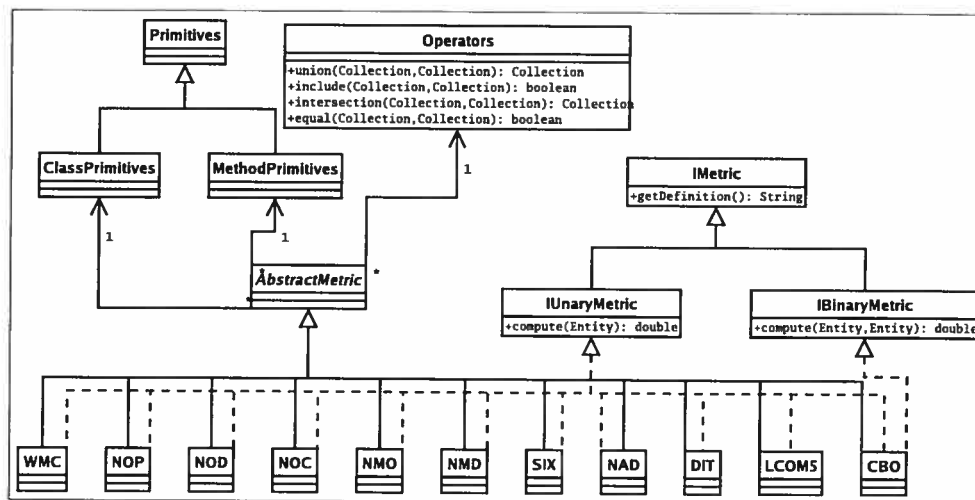 Primitives
Operators
+union(Collection,Collection): Collection
+include(Collection,Collection): boolean
+intersection(Collection,Collection): Collection
+equal(Collection,Collection): boolean
ClassPrimitives
MethodPrimitives
1
IMetric
+getDefinition(): String
1
1
AbstractMetric
*
*
IUnaryMetric
+compute(Entity): double
IBinaryMetric
+compute(Entity,Entity): double
WMC
NOP
NOD
NOC
NMO
NMD
SIX
NAD
DIT
LCOM5
CBO